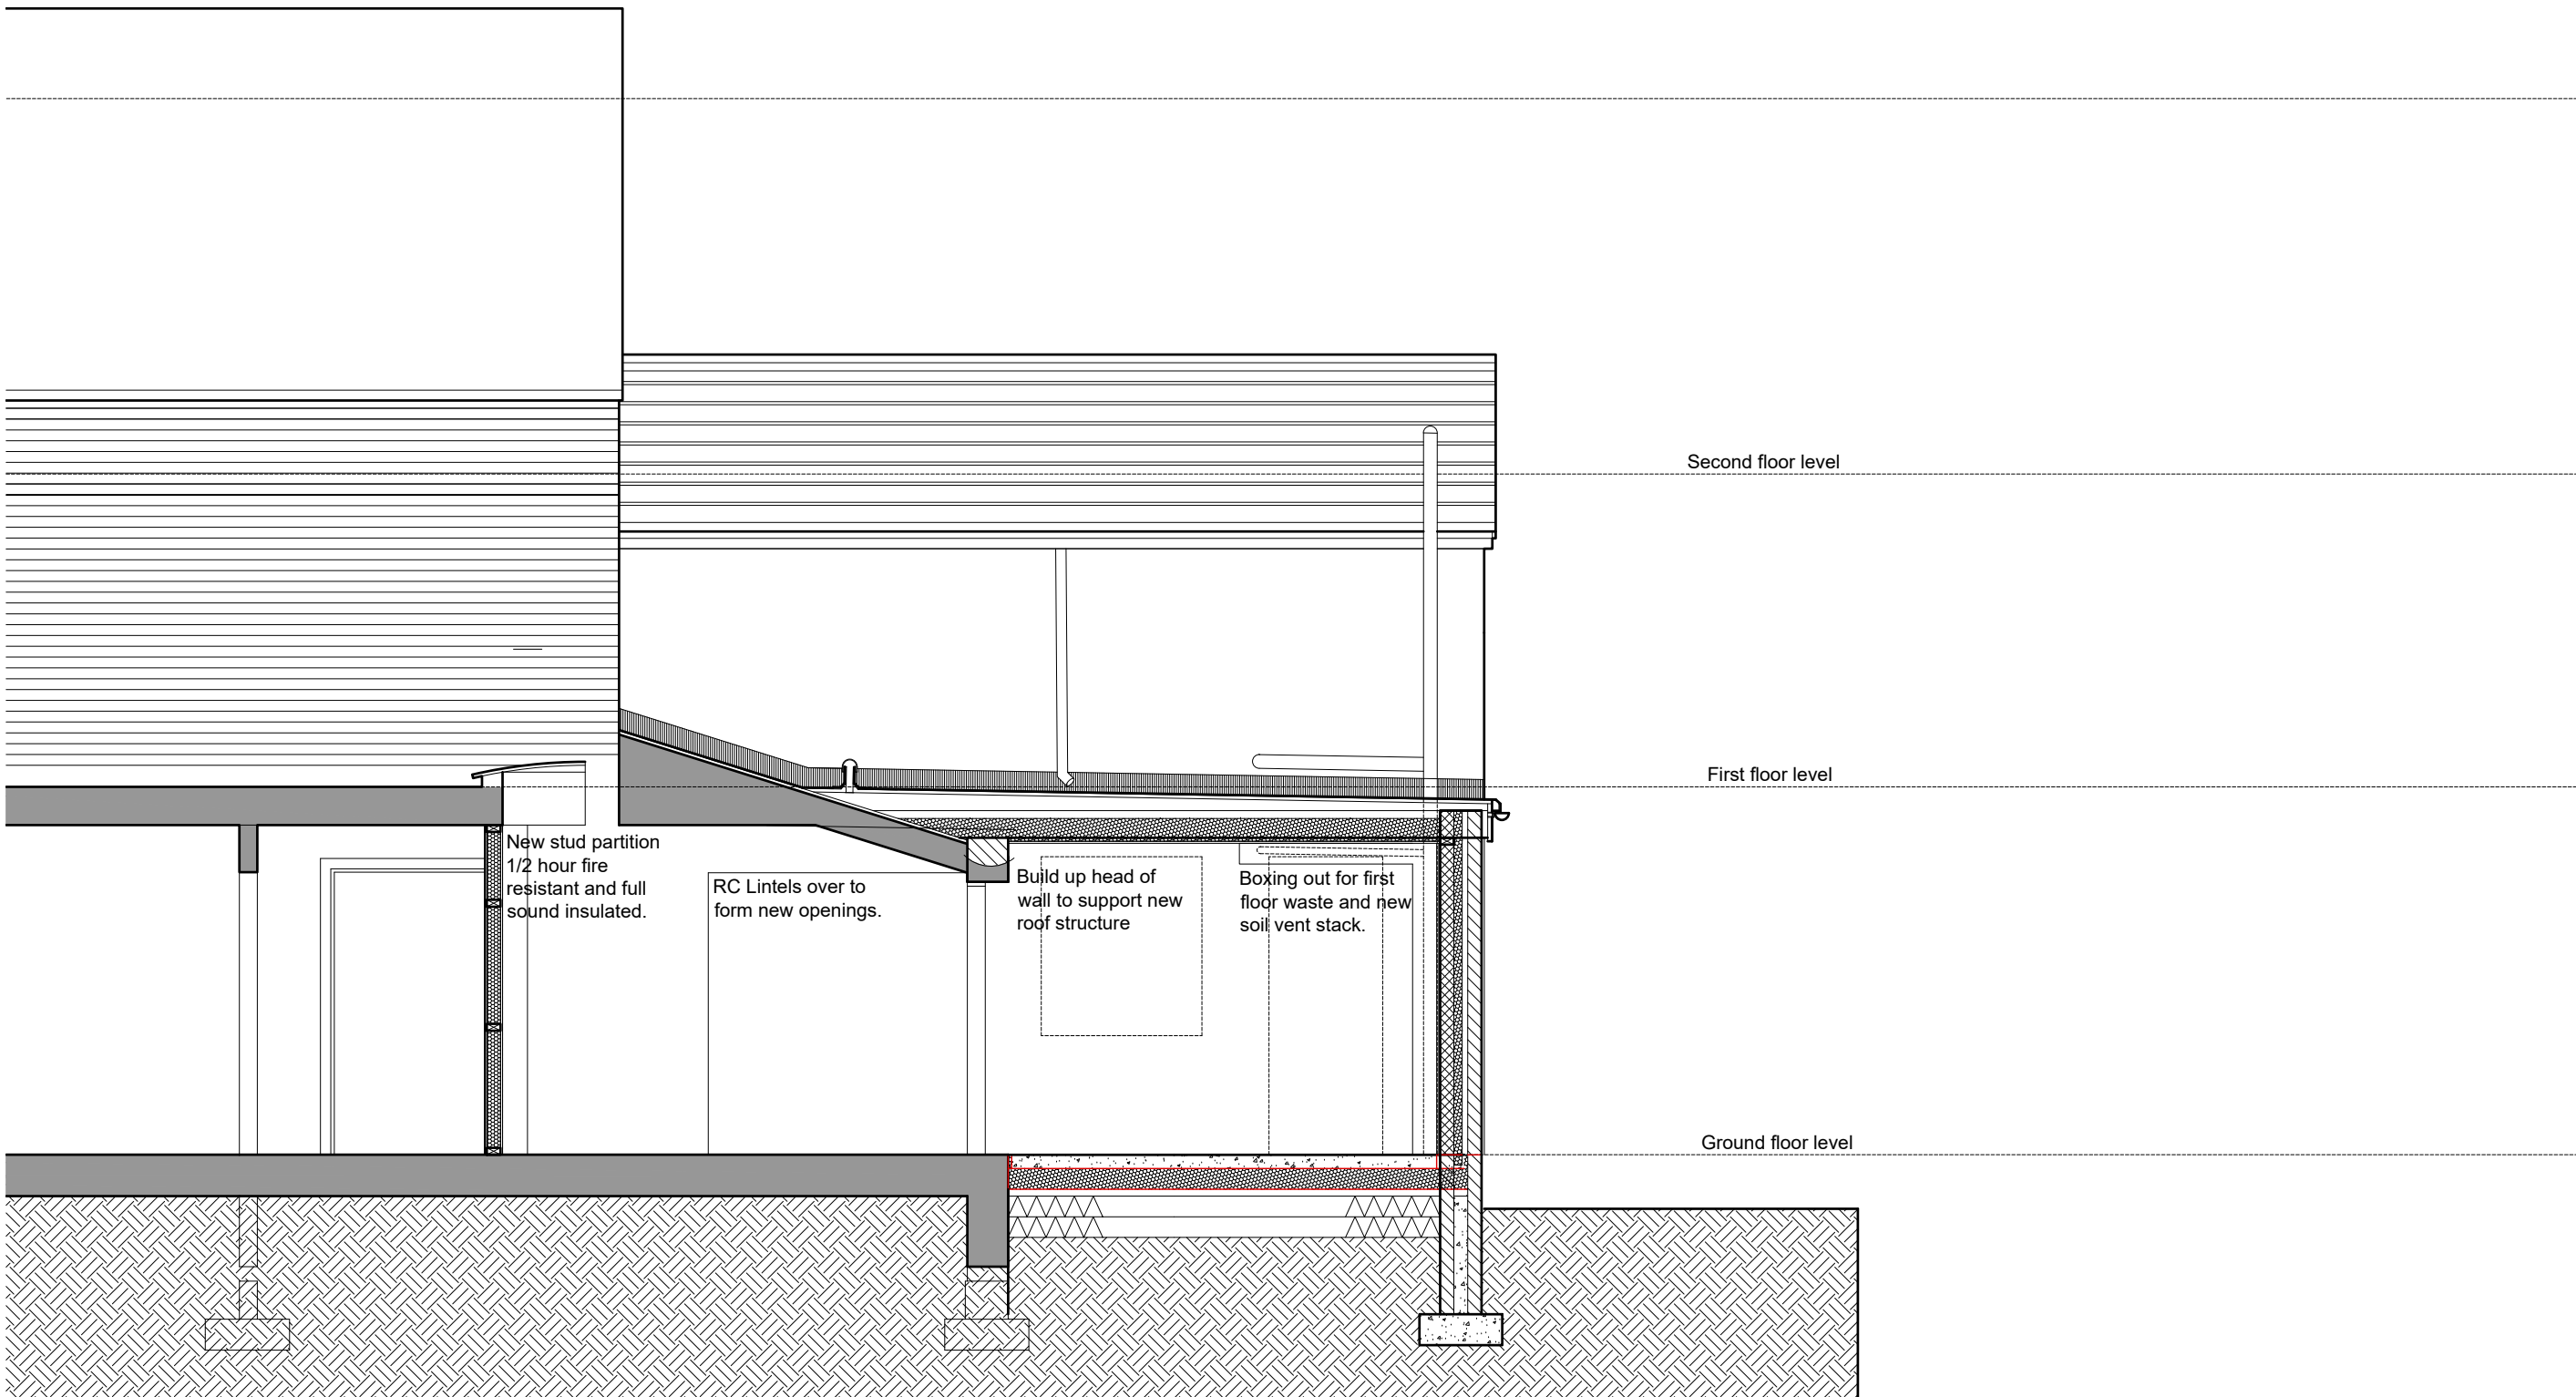 Second floor level
First floor level
New stud partition
1/2 hour fire
resistant and full
sound insulated.
RC Lintels over to
form new openings.
Build up head of
wall to support new
roof structure
Boxing out for first
floor waste and new
soil vent stack.
Ground floor level